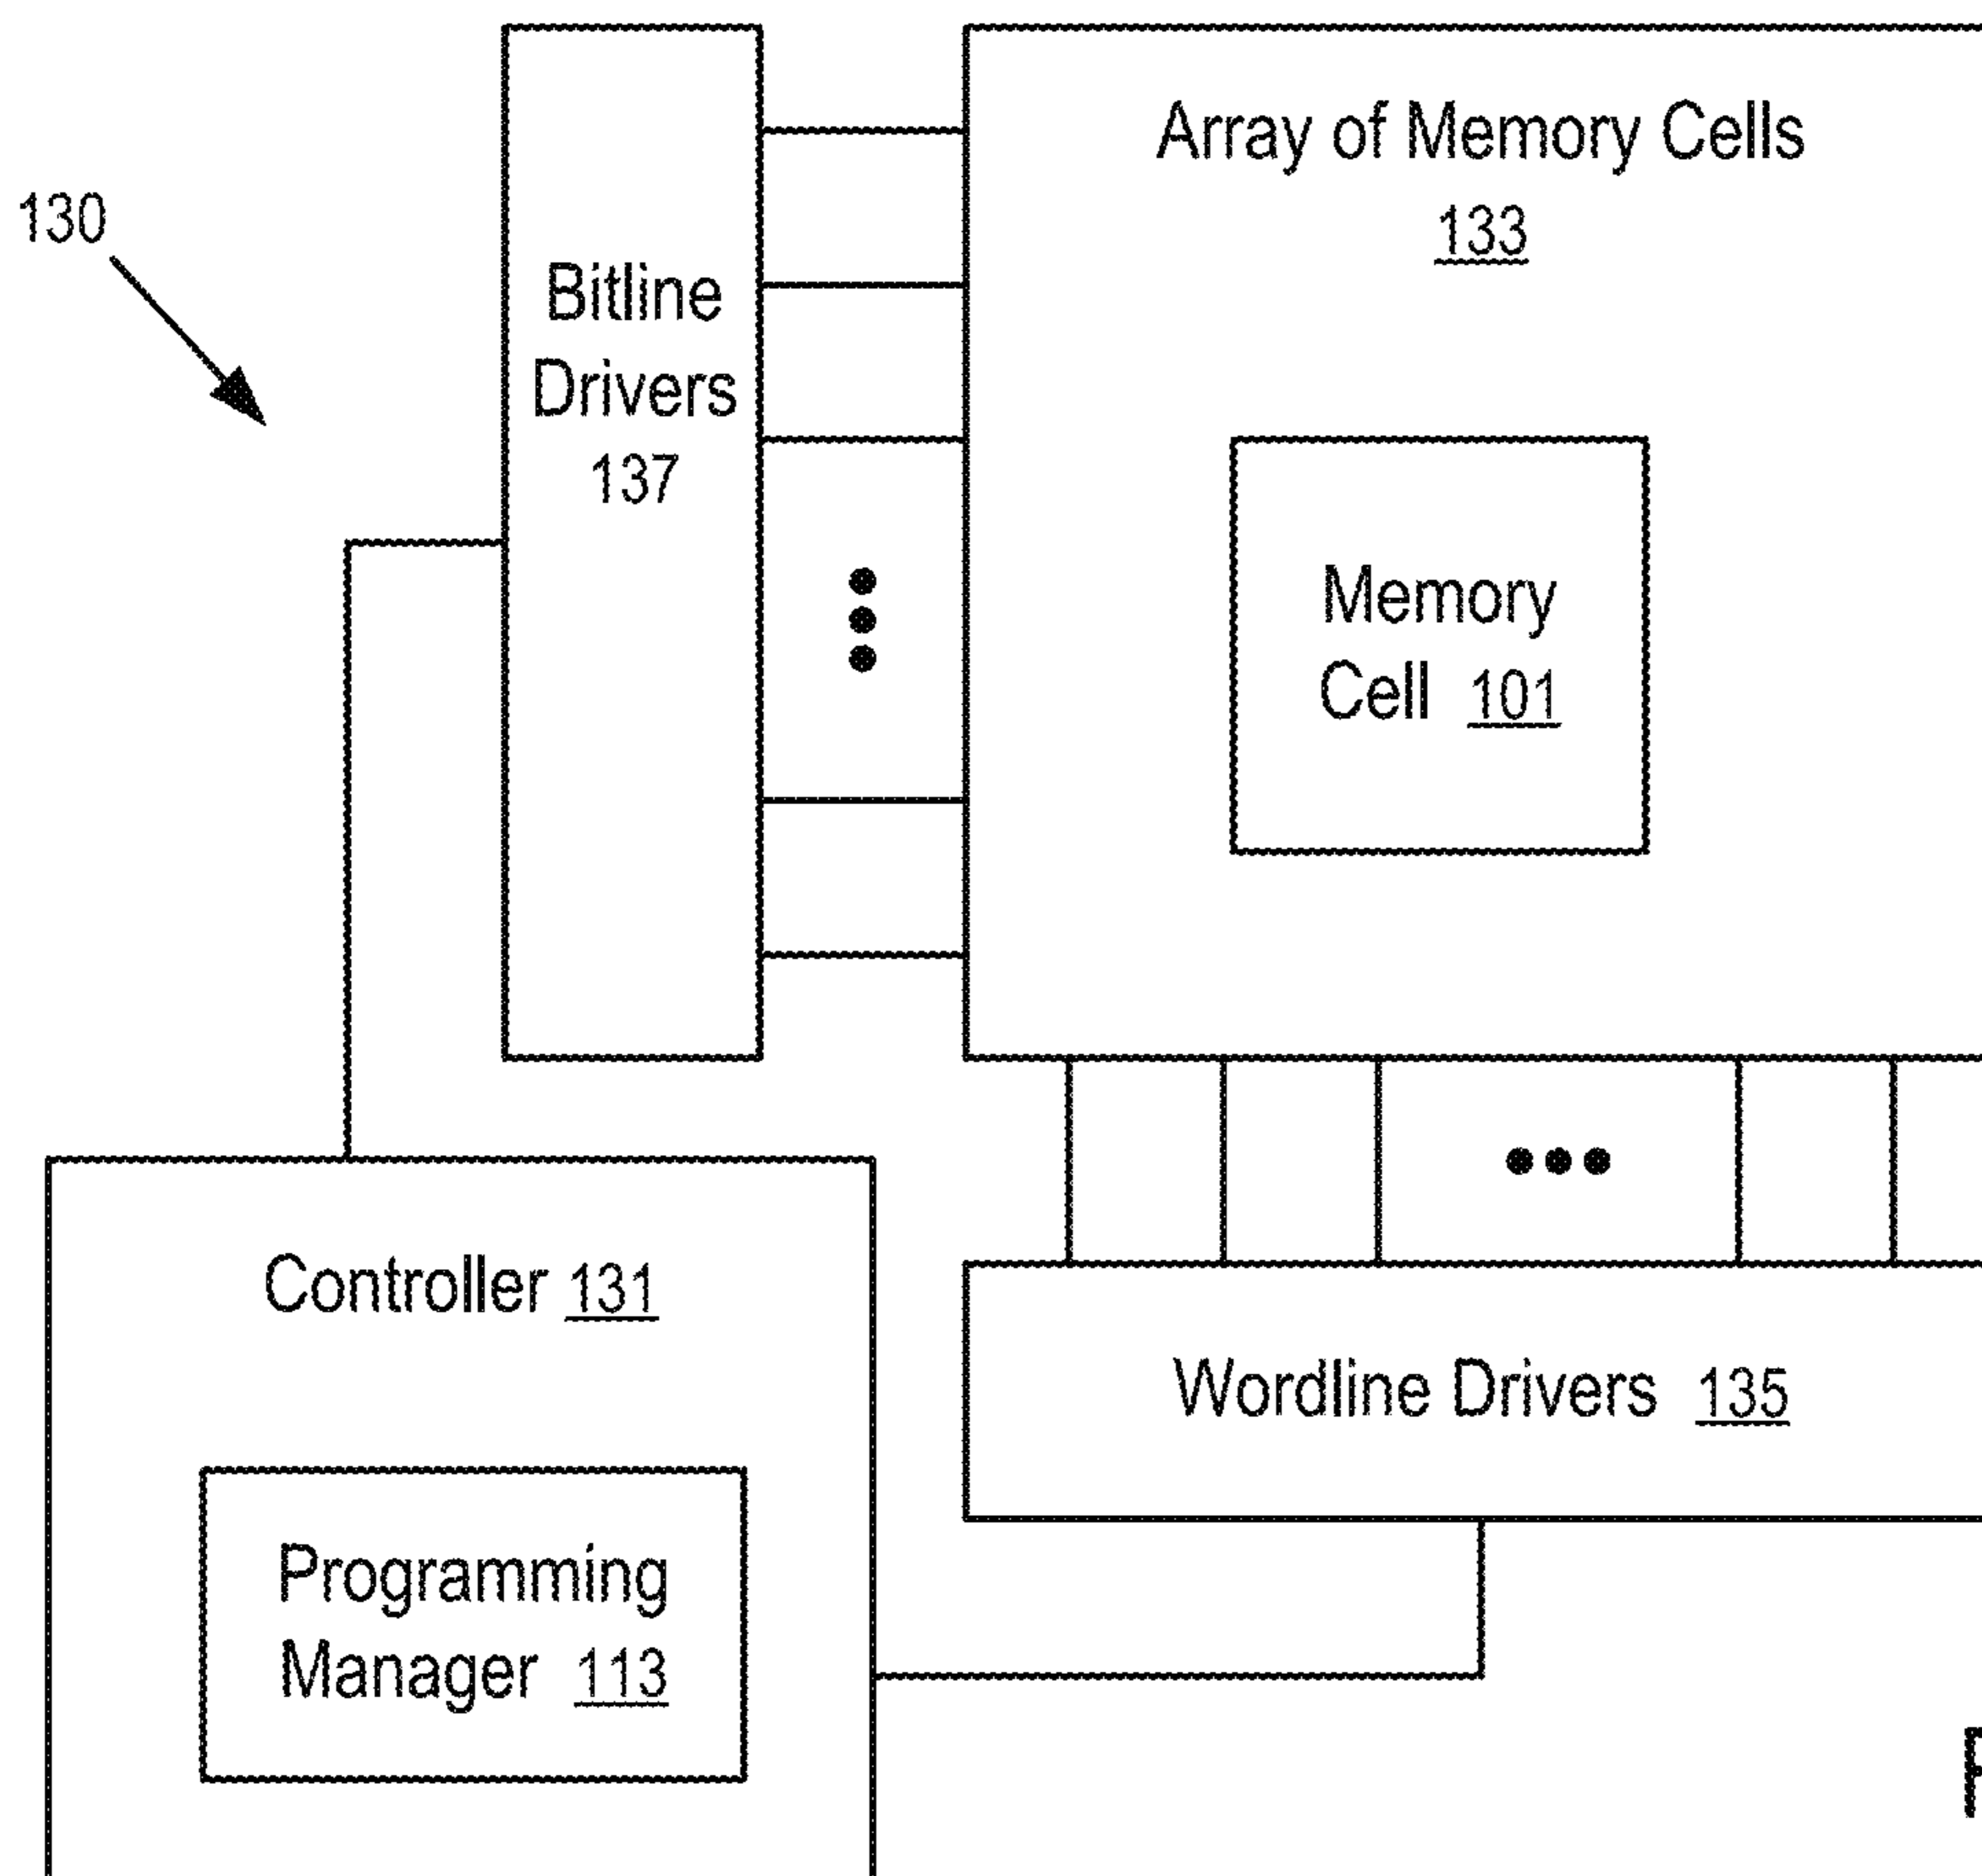 130
Bitline
Drivers
137
Array of Memory Cells
133
Memory
Cell 101
Controller 131
Programming
Manager 113
Wordline Drivers 135